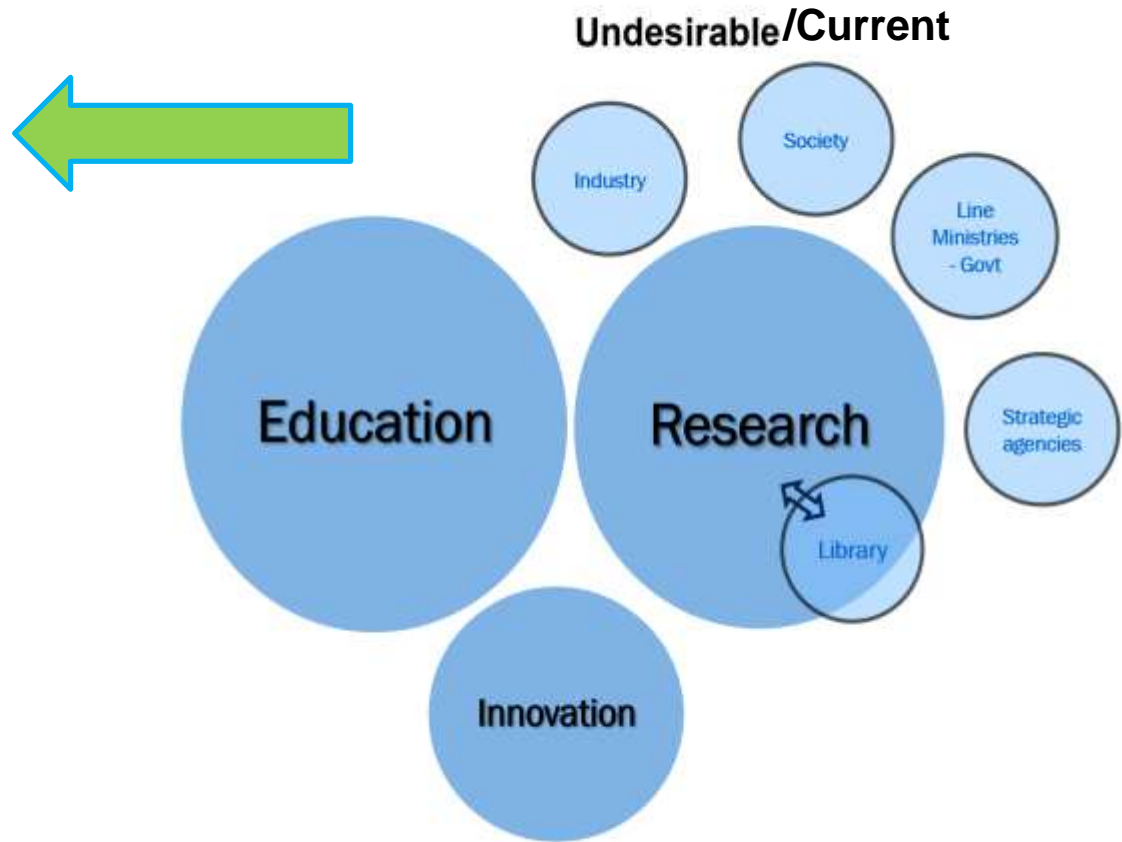 Undesirable/Current
Society
Industry
Line
Ministries
- Govt
Education
Research
Strategic
agencies
Library
Innovation